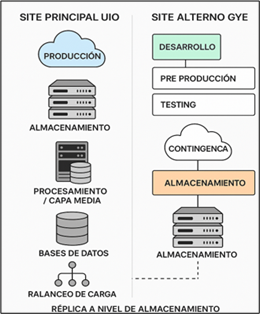 SITE PRINCIPAL UIO
PRODUCCIÓN
ALMACENAMIENTO
PROCESAMIENTO
/ CAPA MEDIA
BASES DE DATOS
RALANCEO DE CARGA
SITE ALTERNO GYE
DESARROLLO
PRE PRODUCCIÓN
TESTING
CONTINGENCA
ALMACENAMIENTO
ALMACENAMIENTO
RÉPLICA A NIVEL DE ALMACENAMIENTO